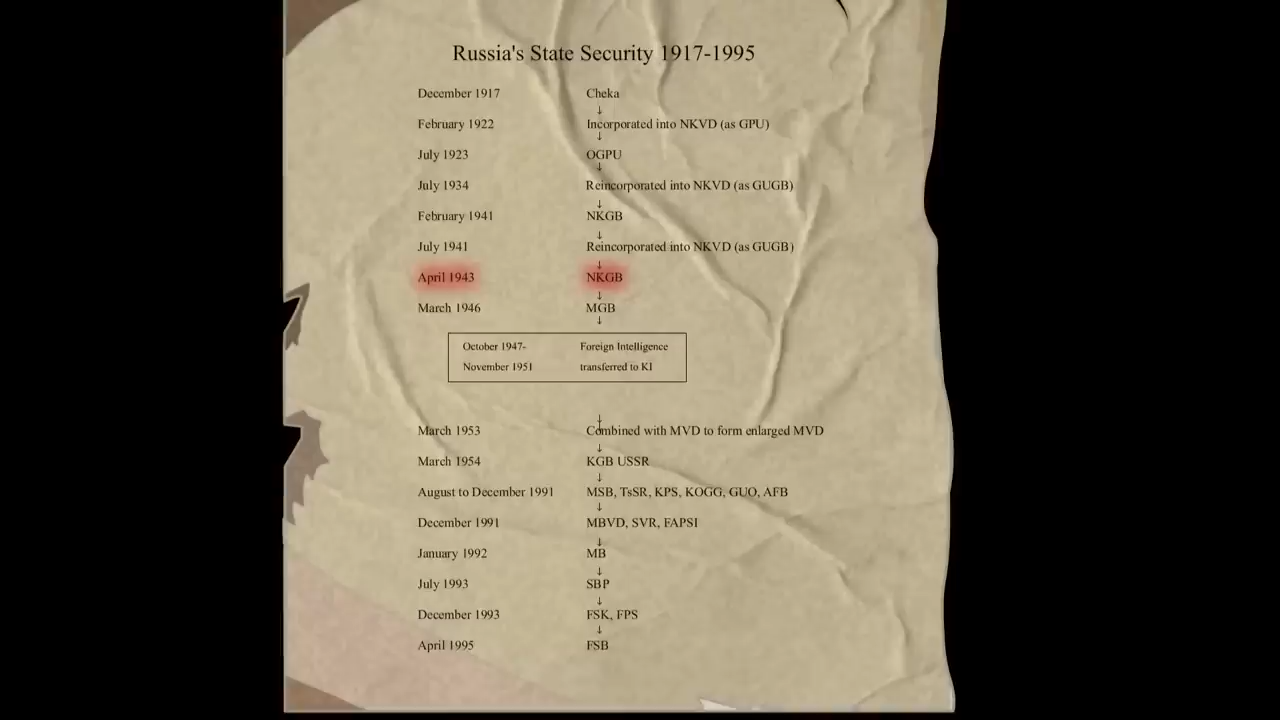 Russia's State Security 1917-1995
December 1917 Cheka
↓
February 1922 Incorporated into NKVD (as GPU)
↓
July 1923 OGPU
↓
July 1934 Reincorporated into NKVD (as GUGB)
↓
February 1941 NKGB
↓
July 1941 Reincorporated into NKVD (as GUGB)
↓
April 1943 NKGB
↓
March 1946 MGB
↓
October 1947- Foreign Intelligence
November 1951 transferred to KI
↓
March 1953 Combined with MVD to form enlarged MVD
↓
March 1954 KGB USSR
↓
August to December 1991 MSB, TsSR, KPS, KOGG, GUO, AFB
↓
December 1991 MBVD, SVR, FAPSI
↓
January 1992 MB
↓
July 1993 SBP
↓
December 1993 FSK, FPS
↓
April 1995 FSB